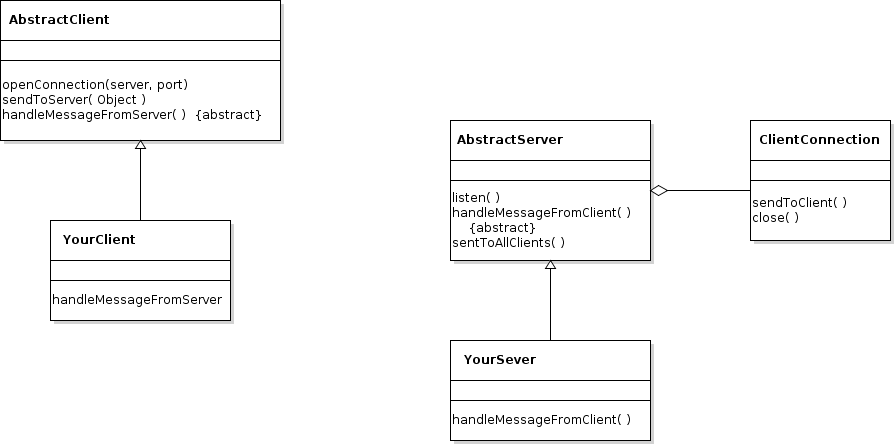 AbstractClient
openConnection(server, port)
sendToServer( Object )
handleMessageFromServer( )  {abstract}
YourClient
handleMessageFromServer
AbstractServer
listen( )
handleMessageFromClient( )
{abstract}
sentToAllClients( )
ClientConnection
sendToClient( )
close( )
YourSever
handleMessageFromClient( )